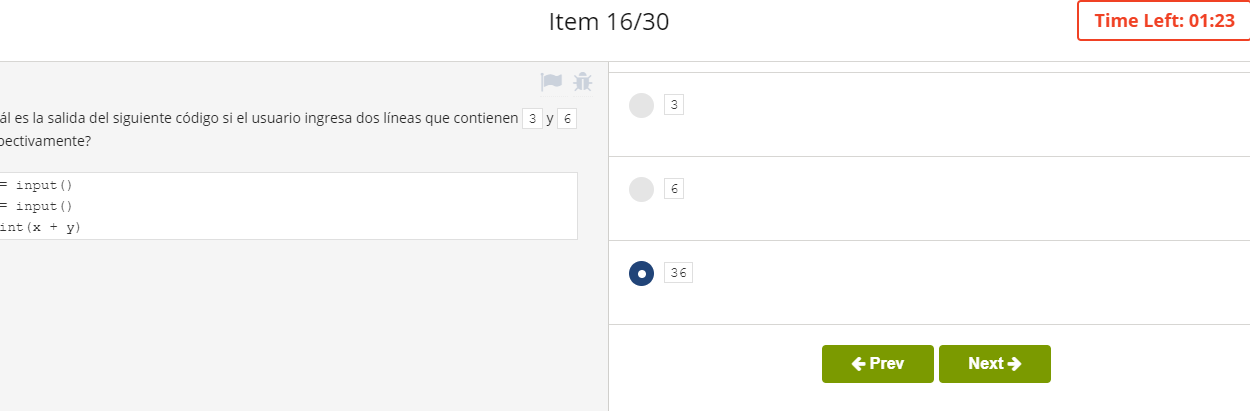 Item 16/30
Time Left: 01:23
ál es la salida del siguiente código si el usuario ingresa dos líneas que contienen 3 y 6
pectivamente?
= input()
= input()
int(x + y)
3
6
36
Prev
Next